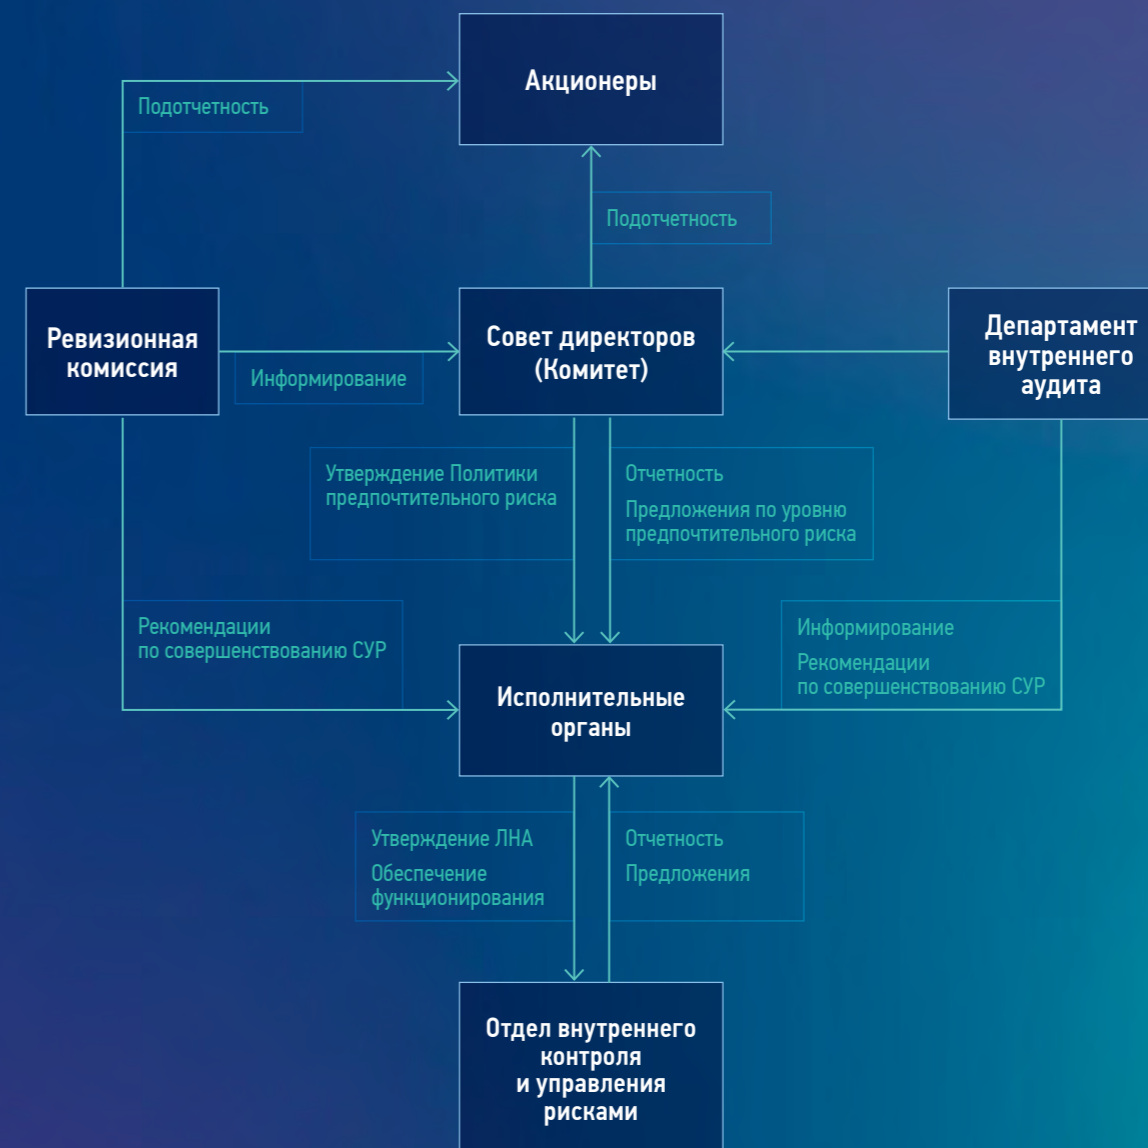 Акционеры
Подотчетность
Подотчетность
Ревизионная
комиссия
Информирование
Совет директоров
(Комитет)
Департамент
внутреннего
аудита
Утверждение Политики
предпочтительного риска
Отчетность
Предложения по уровню
предпочтительного риска
Рекомендации
по совершенствованию СУР
Информирование
Рекомендации
по совершенствованию СУР
Исполнительные
органы
Утверждение ЛНА
Обеспечение
функционирования
Отчетность
Предложения
Отдел внутреннего
контроля
и управления
рисками